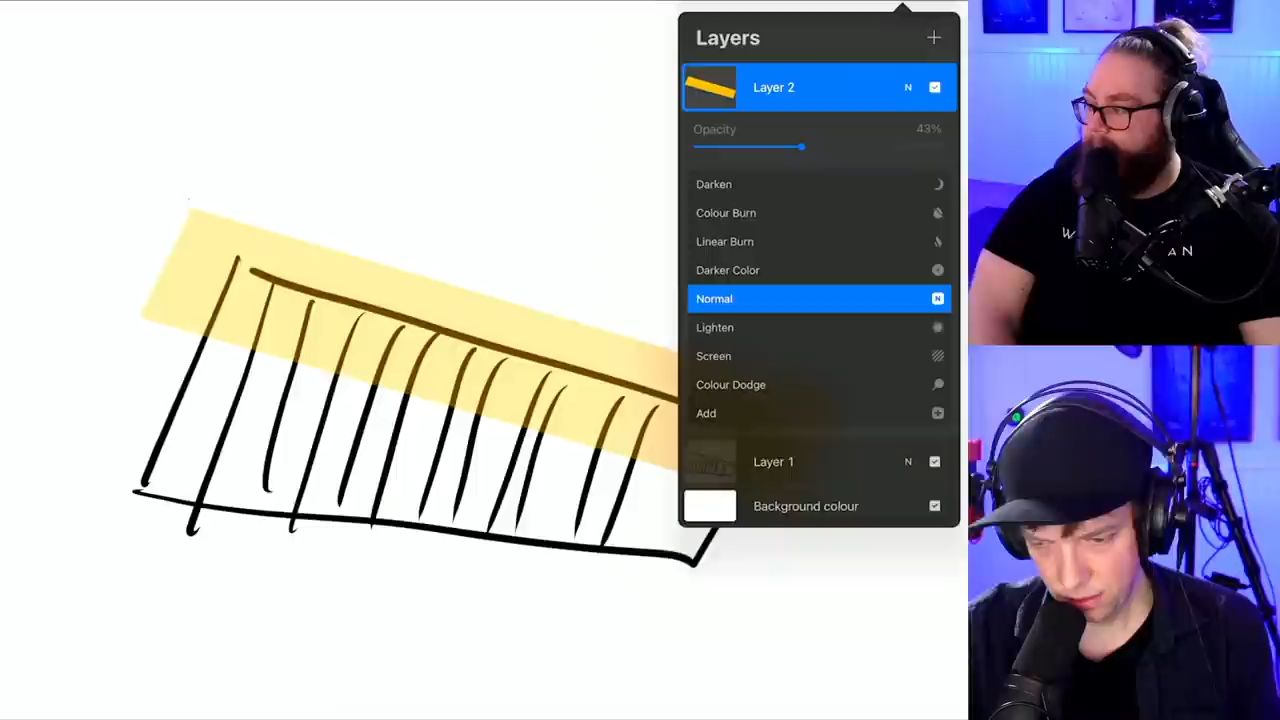 Layers
Layer 2 N
Opacity 43%
Darken
Colour Burn
Linear Burn
Darker Color
Normal N
Lighten
Screen
Colour Dodge
Add
Layer 1 N
Background colour